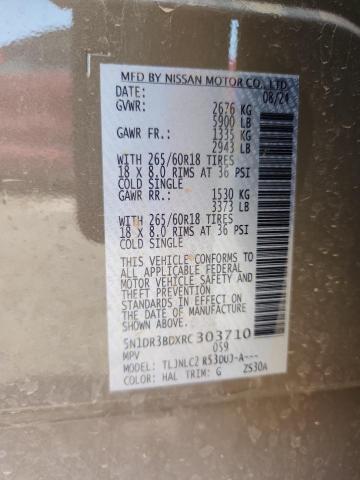 MFD BY NISSAN MOTOR CO., LTD.
DATE: 08/24
GVWR: 2676 KG
5900 LB
GAWR FR.: 1335 KG
2943 LB
WITH 265/60R18 TIRES
18 X 8.0 RIMS AT 36 PSI
COLD SINGLE
GAWR RR.: 1530 KG
3373 LB
WITH 265/60R18 TIRES
18 X 8.0 RIMS AT 36 PSI
COLD SINGLE
THIS VEHICLE CONFORMS TO
ALL APPLICABLE FEDERAL
MOTOR VEHICLE SAFETY AND
THEFT PREVENTION
STANDARDS IN EFFECT ON
THE DATE OF MANUFACTURE
SHOWN ABOVE.
5N1DR3BDXRC303710
MPV 059
MODEL: TLJNLC2 R53DUJ-A---
COLOR: HAL TRIM: G ZS30A